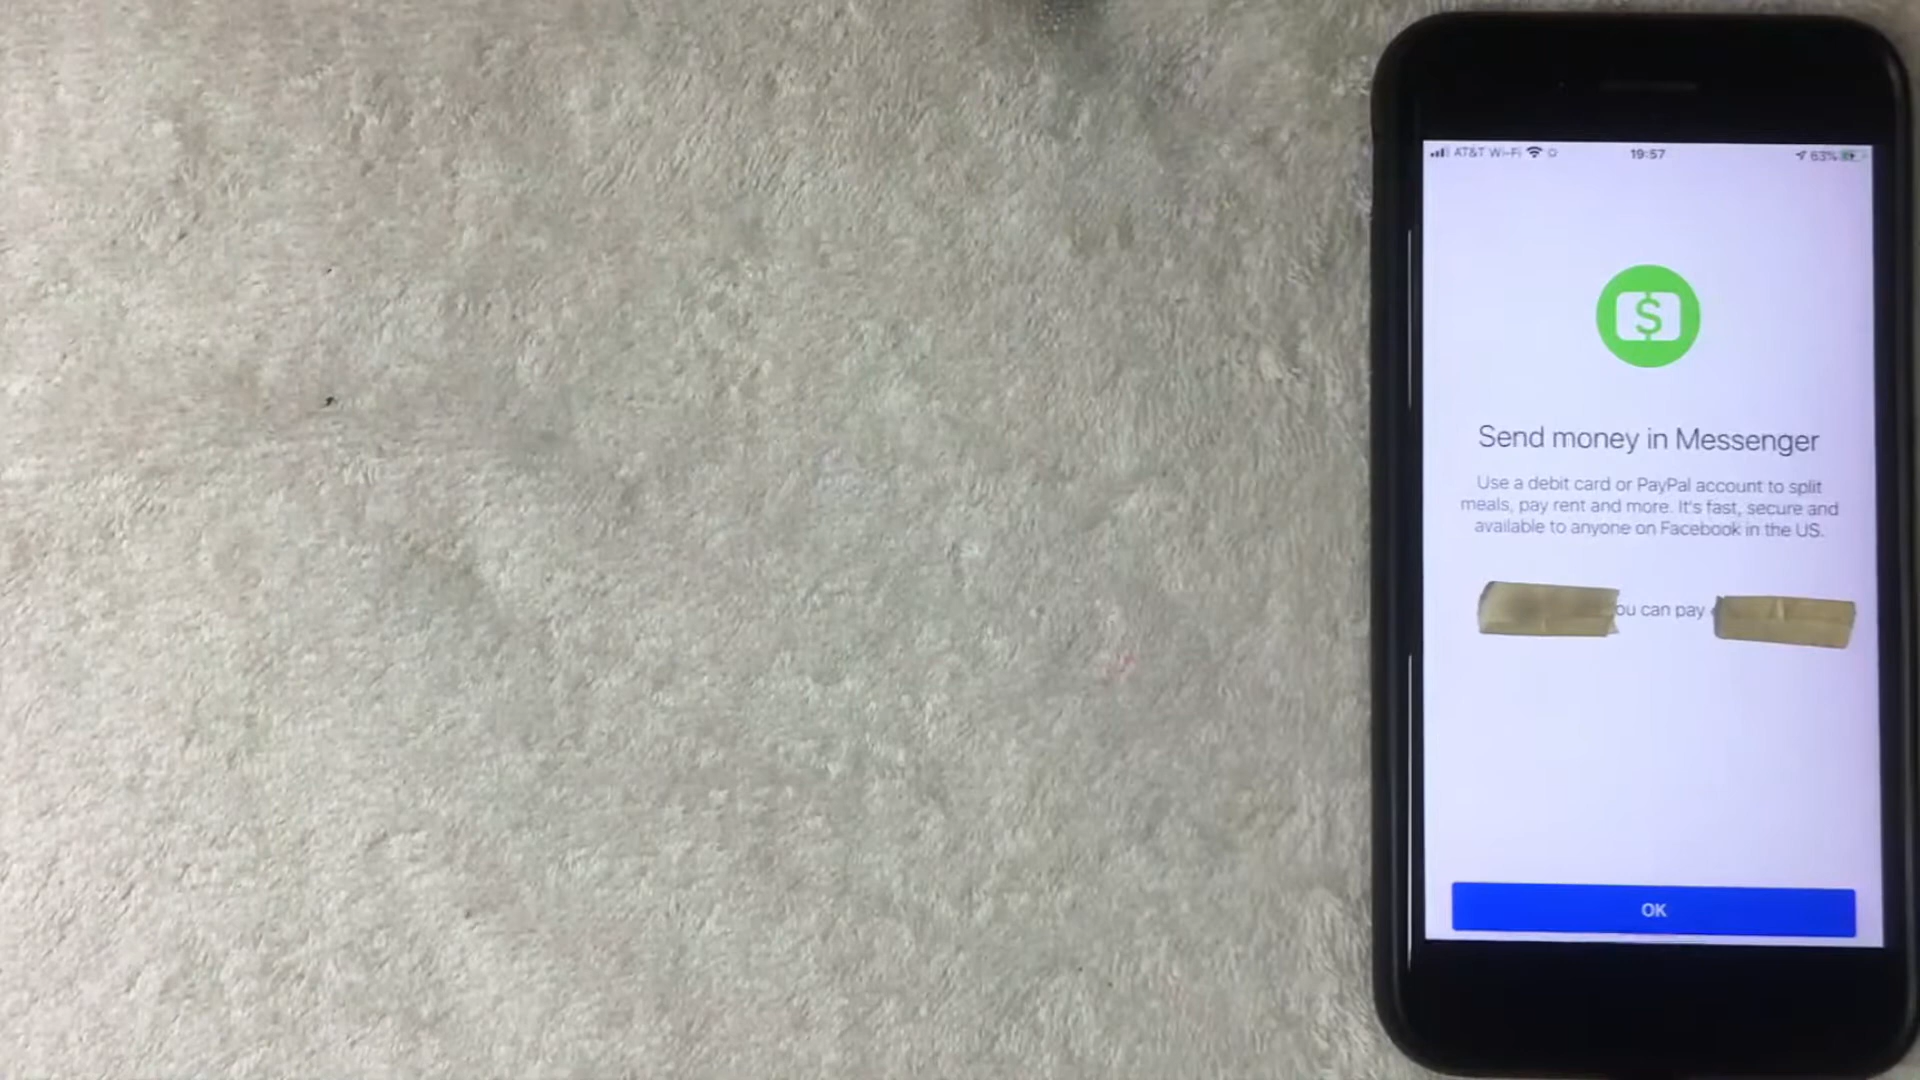 AT&T Wi-Fi 19:57 63%
$
Send money in Messenger
Use a debit card or PayPal account to split
meals, pay rent and more. It's fast, secure and
available to anyone on Facebook in the US.
ou can pay
OK